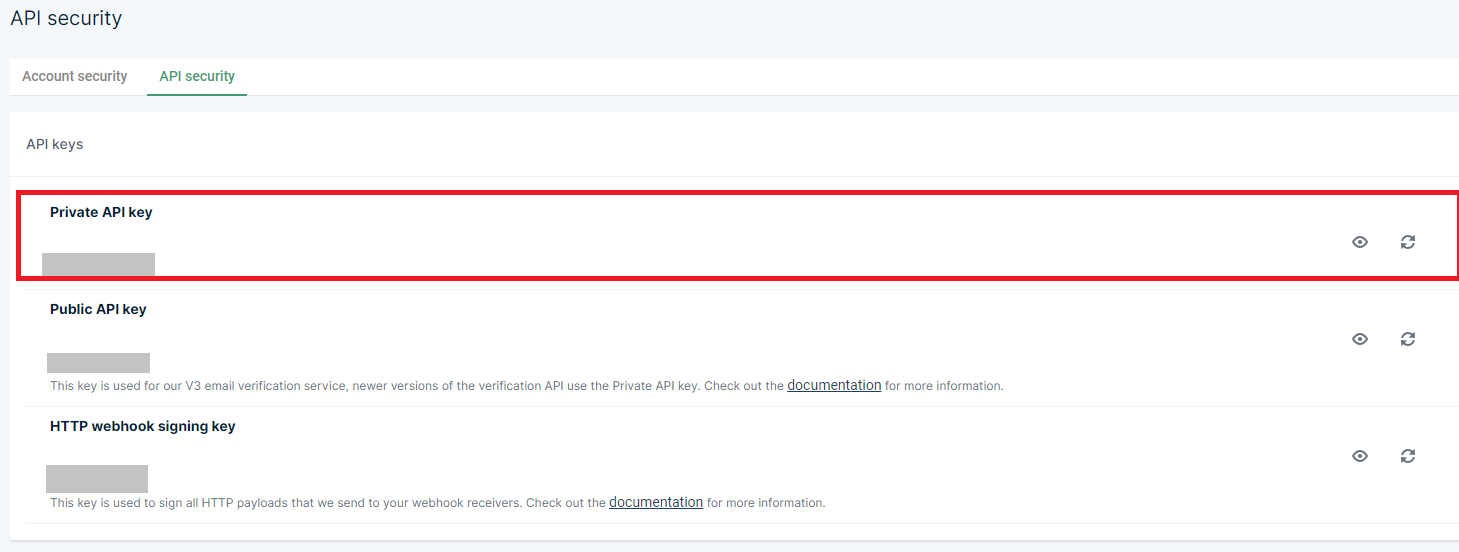 API security
Account security API security
API keys
Private API key
Public API key
This key is used for our V3 email verification service, newer versions of the verification API use the Private API key. Check out the documentation for more information.
HTTP webhook signing key
This key is used to sign all HTTP payloads that we send to your webhook receivers. Check out the documentation for more information.